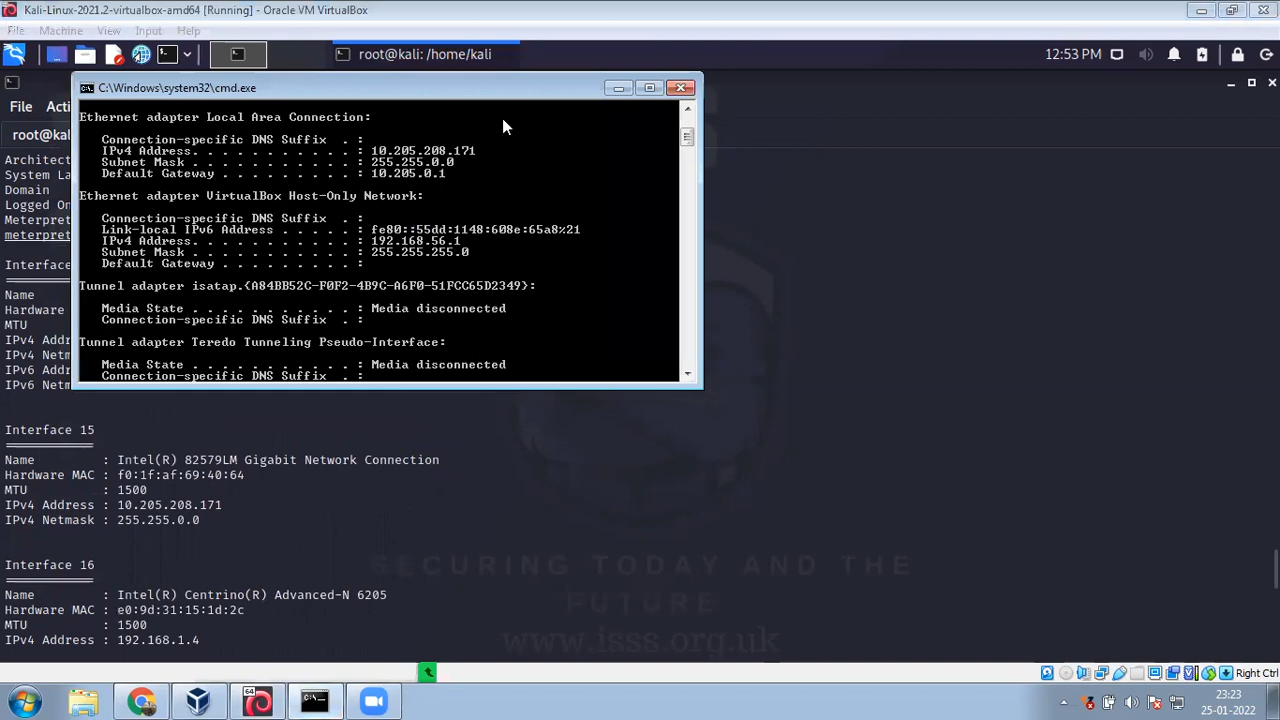 Kali-Linux-2021.2-virtualbox-amd64 [Running] - Oracle VM VirtualBox
File Machine View Input Help
root@kali: /home/kali
12:53 PM
C:\Windows\system32\cmd.exe
File Acti
root@kal
Ethernet adapter Local Area Connection:
Connection-specific DNS Suffix . :
IPv4 Address. . . . . . . . . . . : 10.205.208.171
Subnet Mask . . . . . . . . . . . : 255.255.0.0
Default Gateway . . . . . . . . . : 10.205.0.1
Ethernet adapter VirtualBox Host-Only Network:
Connection-specific DNS Suffix . :
Link-local IPv6 Address . . . . . : fe80::55dd:1148:608e:65a8%21
IPv4 Address. . . . . . . . . . . : 192.168.56.1
Subnet Mask . . . . . . . . . . . : 255.255.255.0
Default Gateway . . . . . . . . . :
Tunnel adapter isatap.{A84BB52C-F0F2-4B9C-A6F0-51FCC65D2349}:
Media State . . . . . . . . . . . : Media disconnected
Connection-specific DNS Suffix . :
Tunnel adapter Teredo Tunneling Pseudo-Interface:
Media State . . . . . . . . . . . : Media disconnected
Connection-specific DNS Suffix . :
Architect
System La
Domain
Logged On
Meterpret
meterpret
Interface
Name
Hardware
MTU
IPv4 Addr
IPv4 Netm
IPv6 Addr
IPv6 Netm
Interface 15
============
Name : Intel(R) 82579LM Gigabit Network Connection
Hardware MAC : f0:1f:af:69:40:64
MTU : 1500
IPv4 Address : 10.205.208.171
IPv4 Netmask : 255.255.0.0
Interface 16
============
Name : Intel(R) Centrino(R) Advanced-N 6205
Hardware MAC : e0:9d:31:15:1d:2c
MTU : 1500
IPv4 Address : 192.168.1.4
SECURING TODAY AND THE
FUTURE
www.isss.org.uk
Right Ctrl
64
23:23
25-01-2022